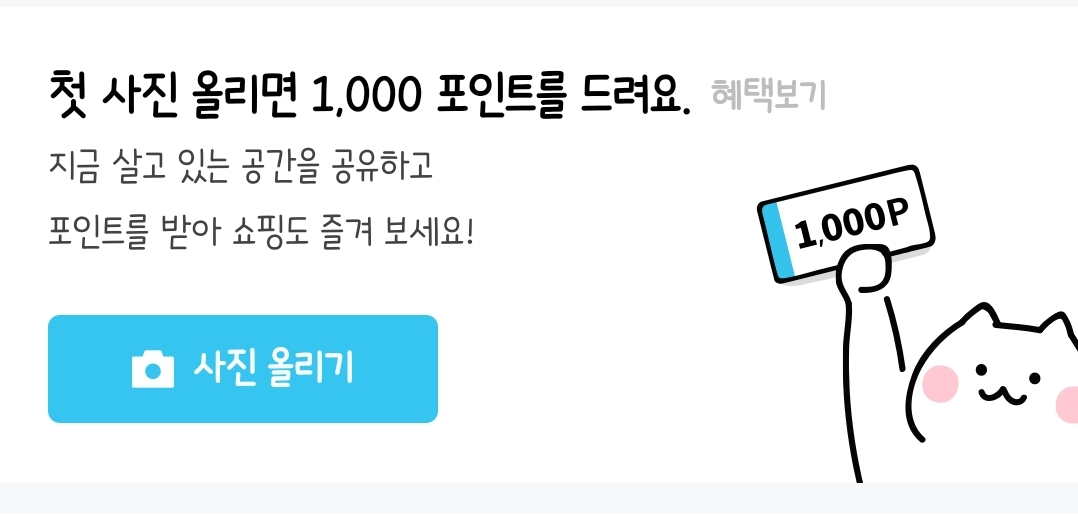 첫 사진 올리면 1,000 포인트를 드려요. 혜택보기
지금 살고 있는 공간을 공유하고
포인트를 받아 쇼핑도 즐겨 보세요!
1,000P
사진 올리기